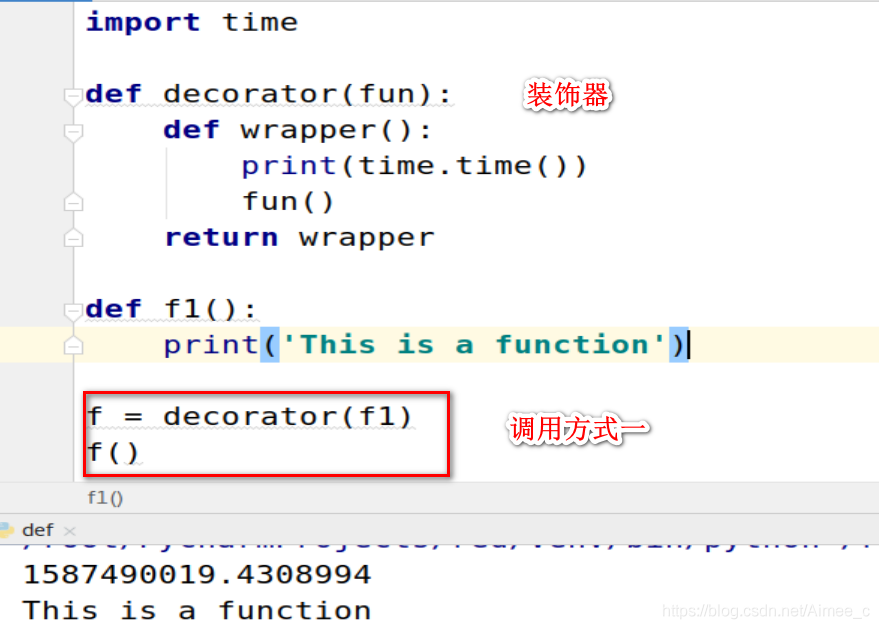 import time
def decorator(fun):
装饰器
def wrapper():
print(time.time())
fun()
return wrapper
def f1():
print('This is a function')
f = decorator(f1)
调用方式一
f()
f1()
def
1587490019.4308994
This is a function
https://blog.csdn.net/Aimee_c